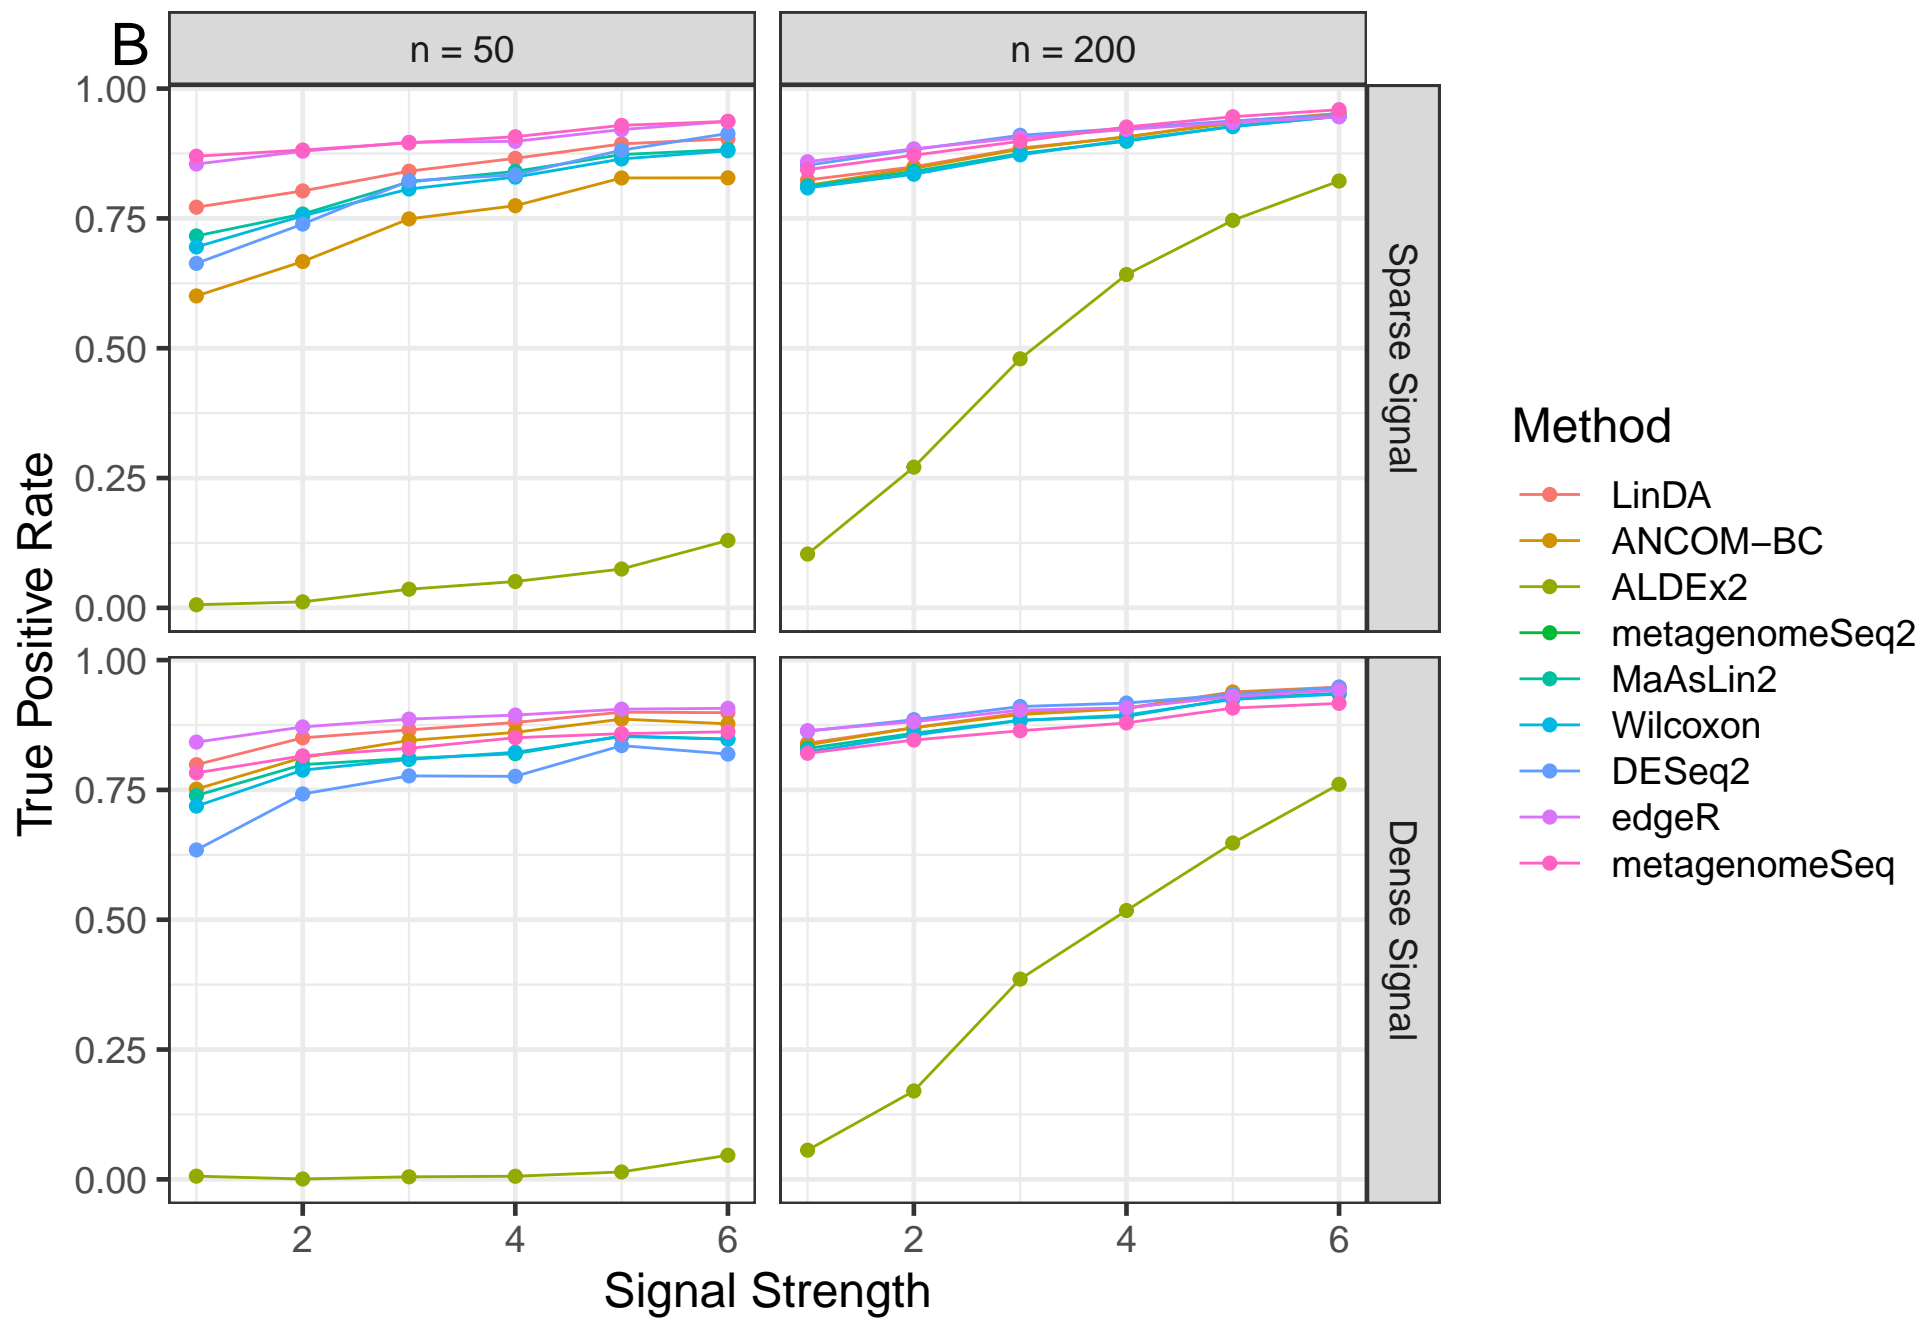 B
n = 50
n = 200
1.00
0.75
0.50
0.25
0.00
Sparse Signal
1.00
0.75
0.50
0.25
0.00
Dense Signal
2
4
6
2
4
6
True Positive Rate
Signal Strength
Method
LinDA
ANCOM−BC
ALDEx2
metagenomeSeq2
MaAsLin2
Wilcoxon
DESeq2
edgeR
metagenomeSeq